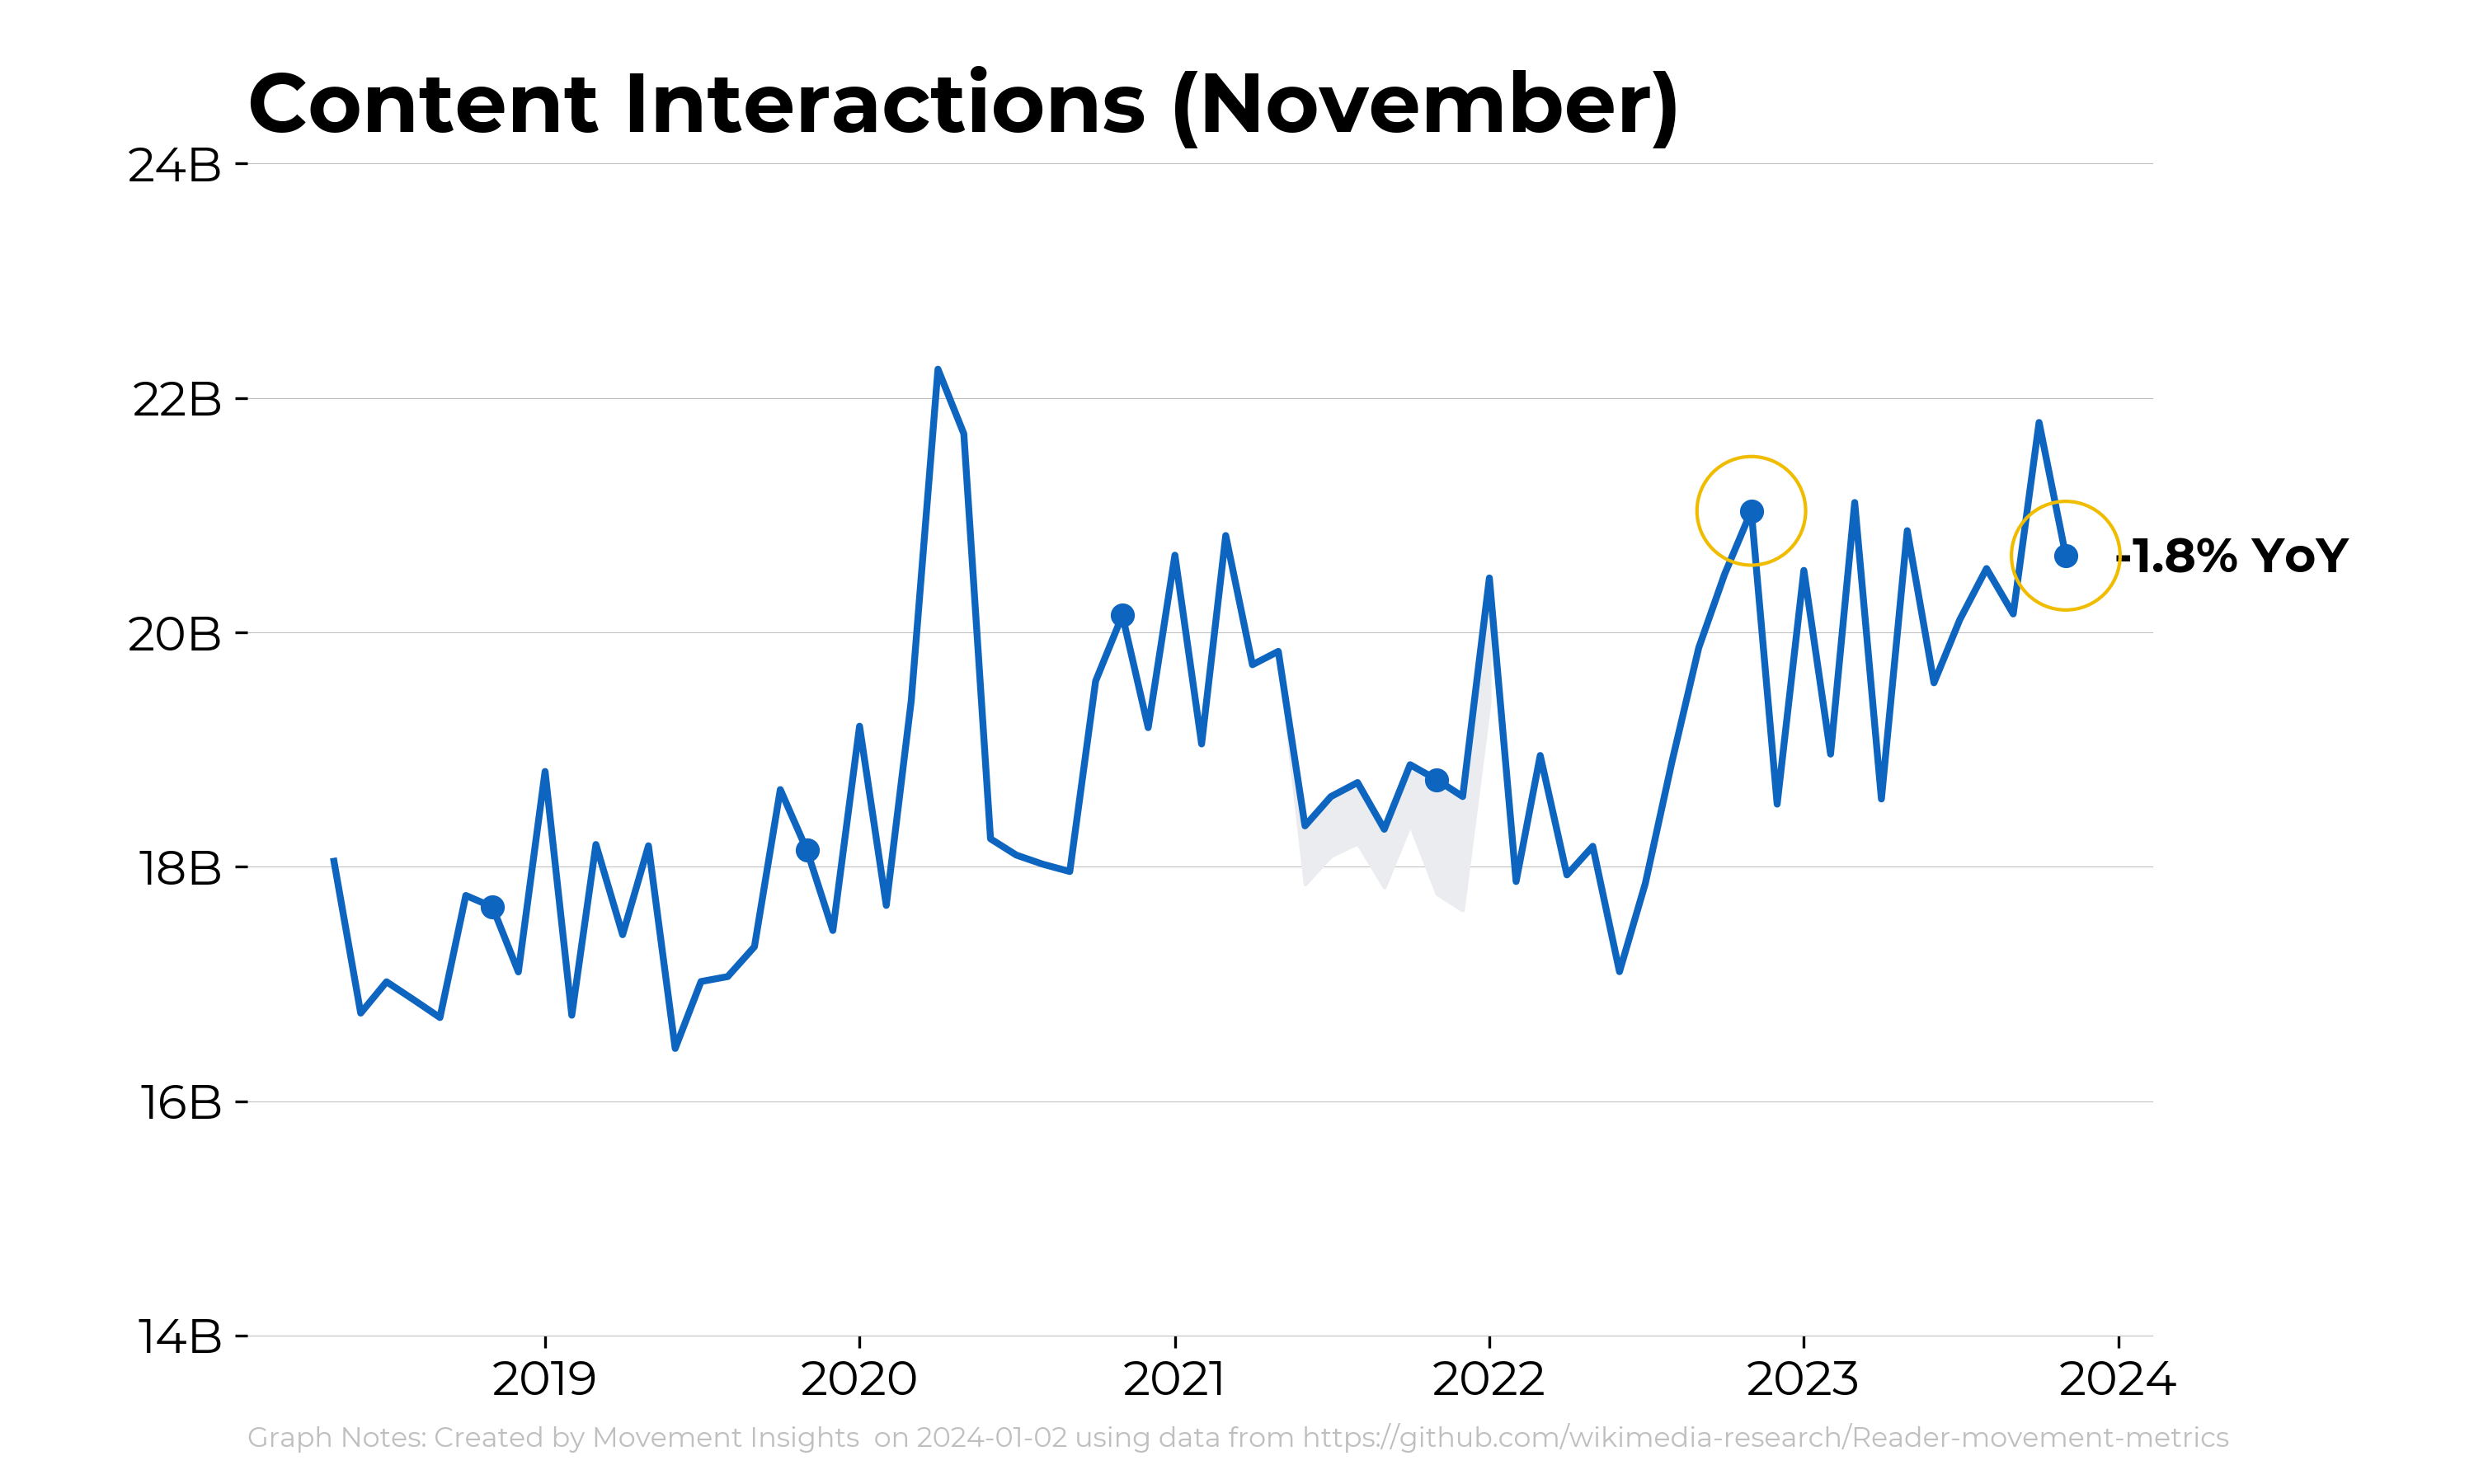 Content Interactions (November)
24B
22B
20B
18B
16B
14B
-1.8% YoY
2019 2020 2021 2022 2023 2024
Graph Notes: Created by Movement Insights  on 2024-01-02 using data from https://github.com/wikimedia-research/Reader-movement-metrics